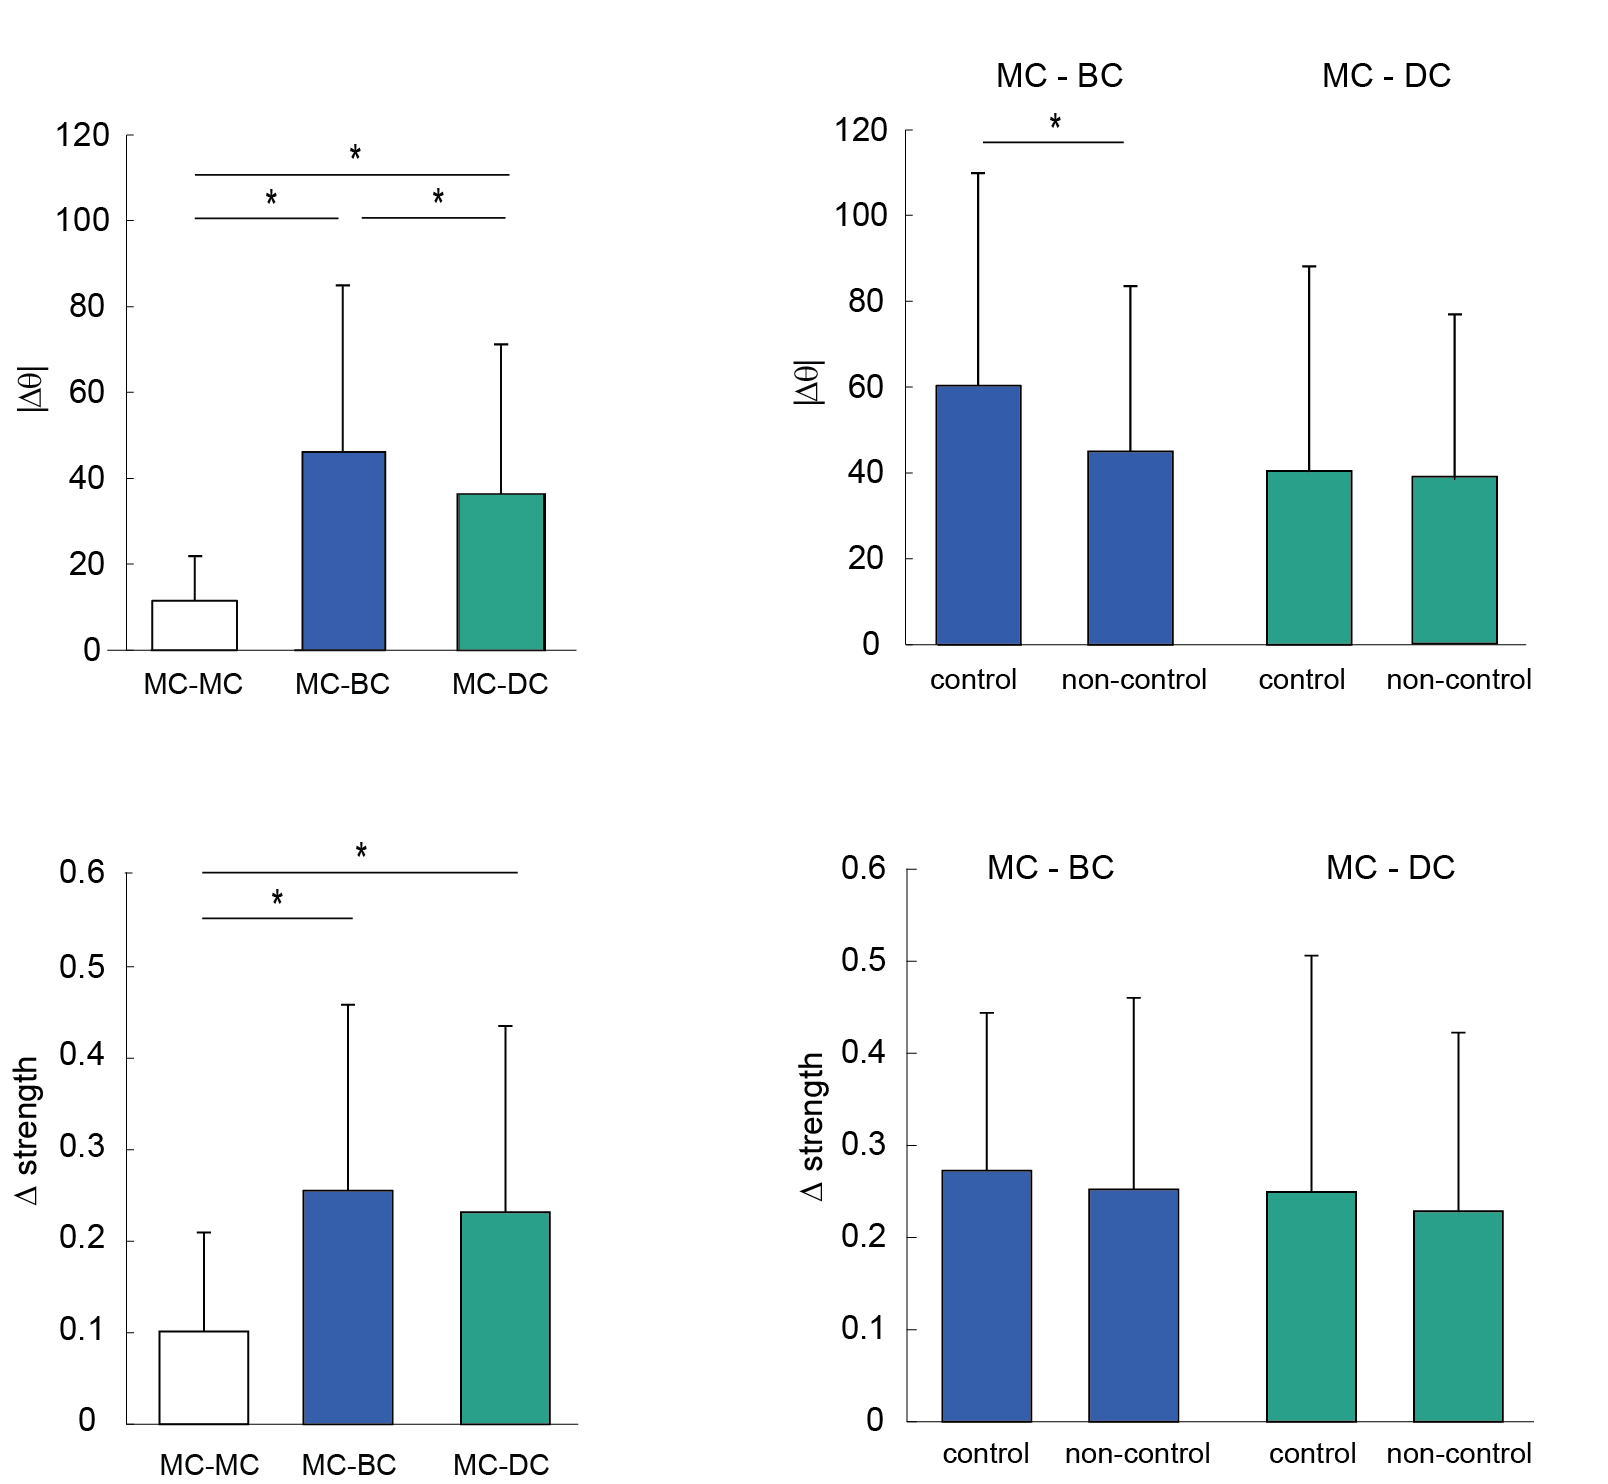 120
100
80
60
40
20
0
|Δθ|
*
*
*
MC-MC
MC-BC
MC-DC
MC - BC
MC - DC
120
100
80
60
40
20
0
|Δθ|
*
control
non-control
control
non-control
0.6
0.5
0.4
0.3
0.2
0.1
0
Δ strength
*
*
MC-MC
MC-BC
MC-DC
MC - BC
MC - DC
0.6
0.5
0.4
0.3
0.2
0.1
0
Δ strength
control
non-control
control
non-control